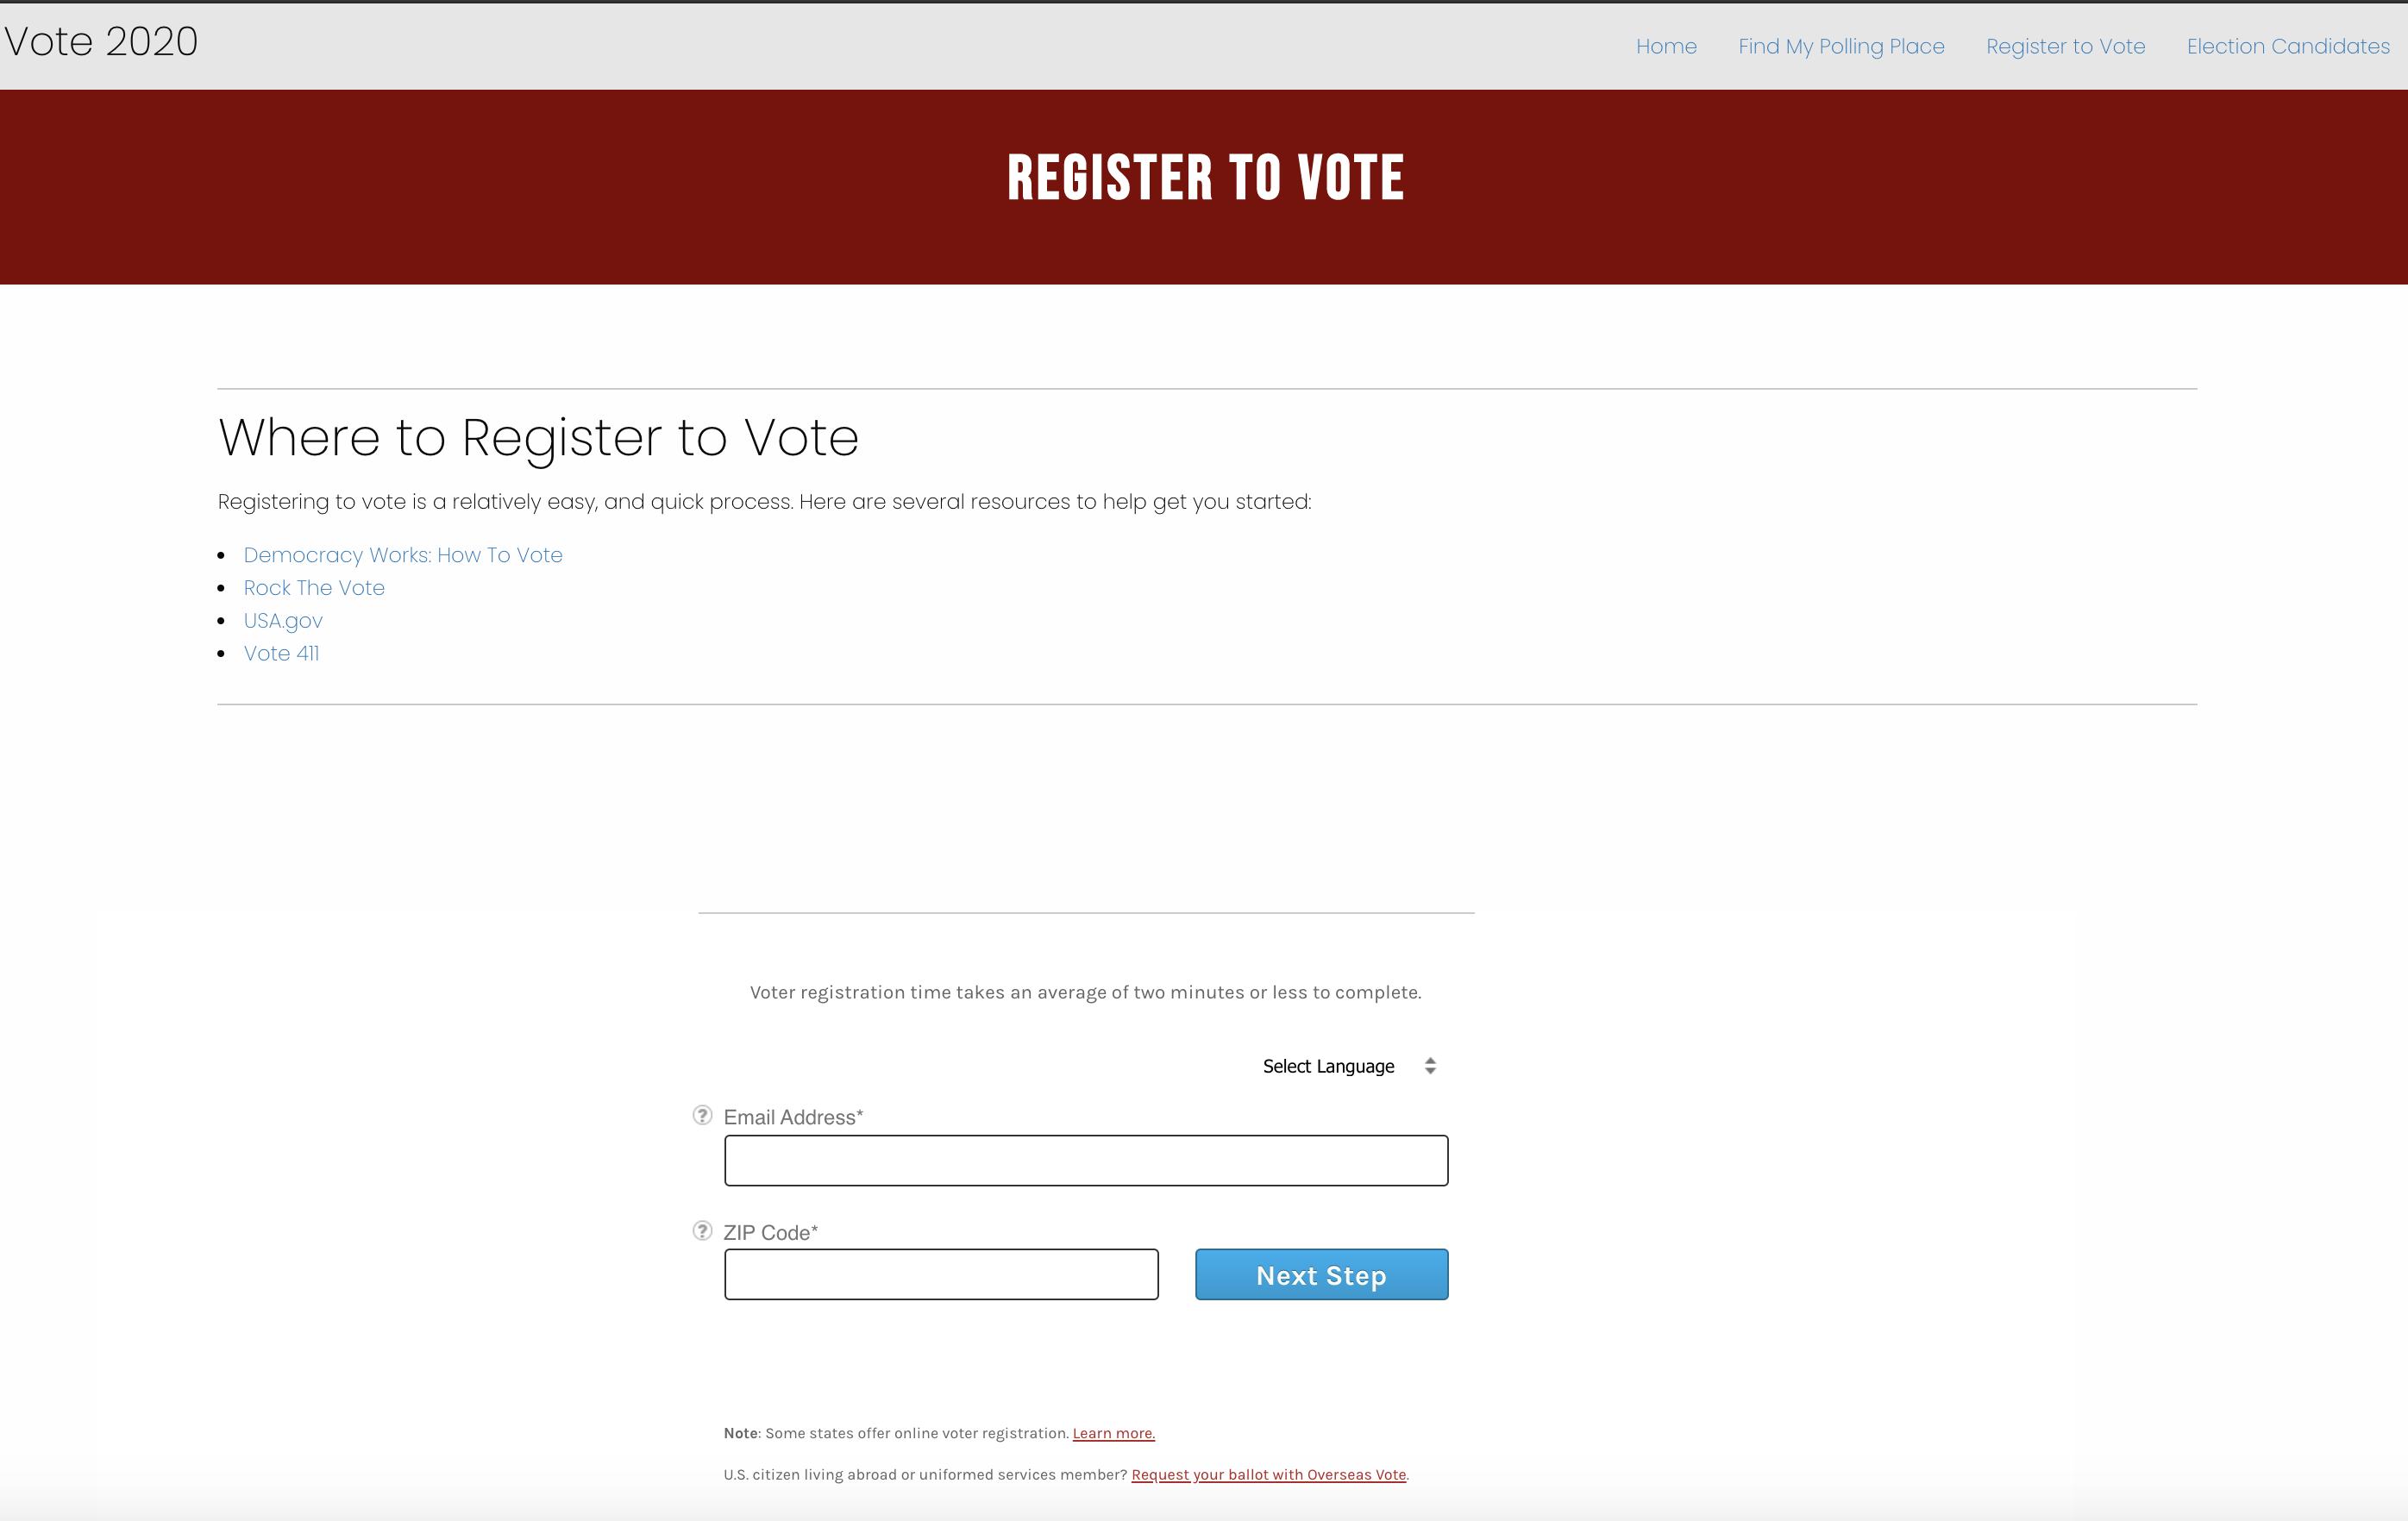 Vote 2020
Home Find My Polling Place Register to Vote Election Candidates
REGISTER TO VOTE
Where to Register to Vote
Registering to vote is a relatively easy, and quick process. Here are several resources to help get you started:
• Democracy Works: How To Vote
• Rock The Vote
• USA.gov
• Vote 411
Voter registration time takes an average of two minutes or less to complete.
Select Language
? Email Address*
? ZIP Code*
Next Step
Note: Some states offer online voter registration. Learn more.
U.S. citizen living abroad or uniformed services member? Request your ballot with Overseas Vote.